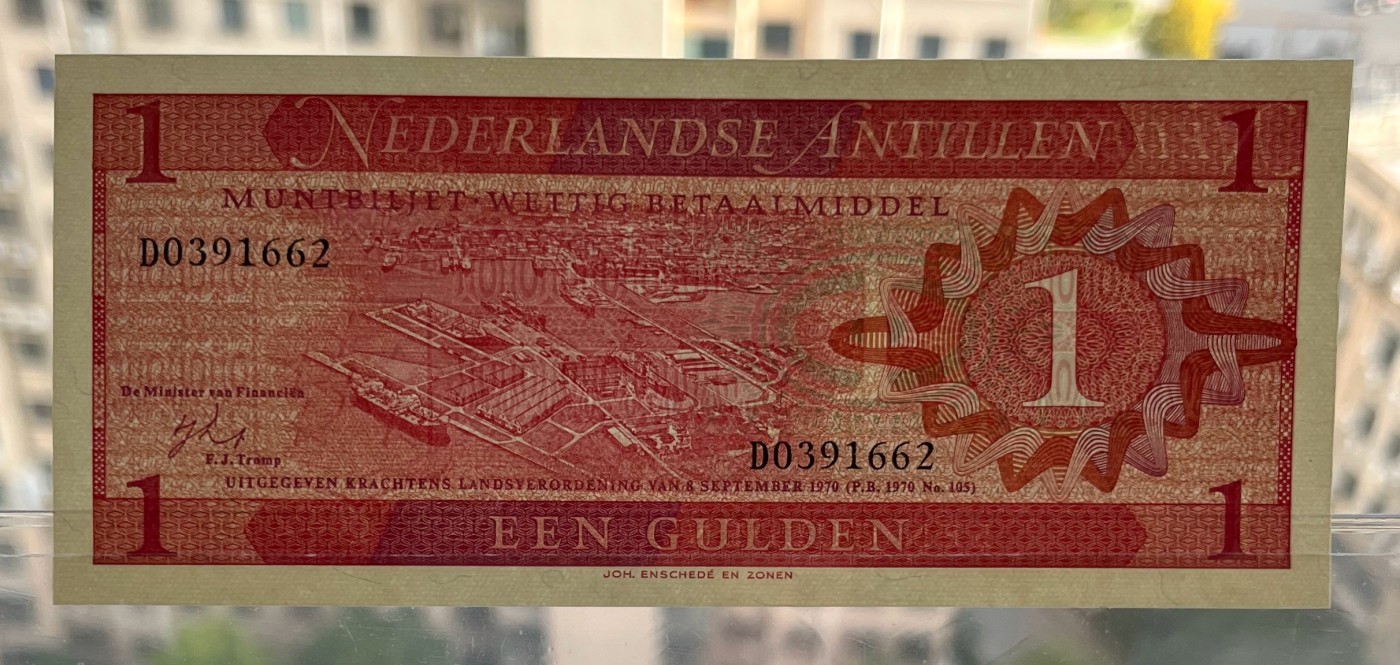 1 NEDERLANDSE ANTILLEN 1
MUNTBILJET·WETTIG BETAALMIDDEL
D0391662
1
De Minister van Financiën
F. J. Tromp
D0391662
UITGEGEVEN KRACHTENS LANDSVERORDENING VAN 8 SEPTEMBER 1970 (P.B. 1970 No. 105)
1 EEN GULDEN 1
JOH. ENSCHEDÉ EN ZONEN